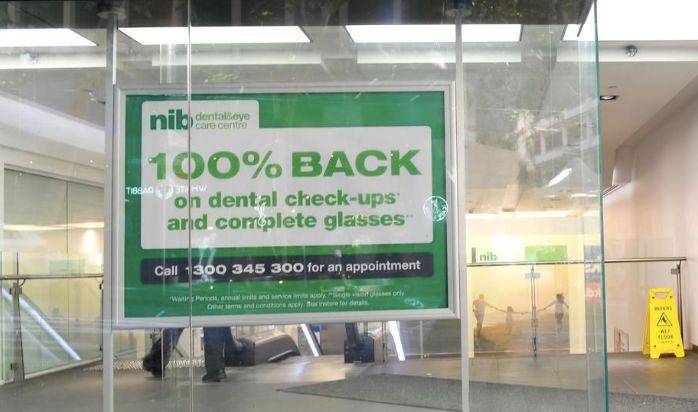 nib dental&eye
care centre
100% BACK
on dental check-ups*
and complete glasses**
Call 1300 345 300 for an appointment
*Waiting Periods, annual limits and service limits apply. **Single vision glasses only.
Other terms and conditions apply. See instore for details.
nib
WET
FLOOR